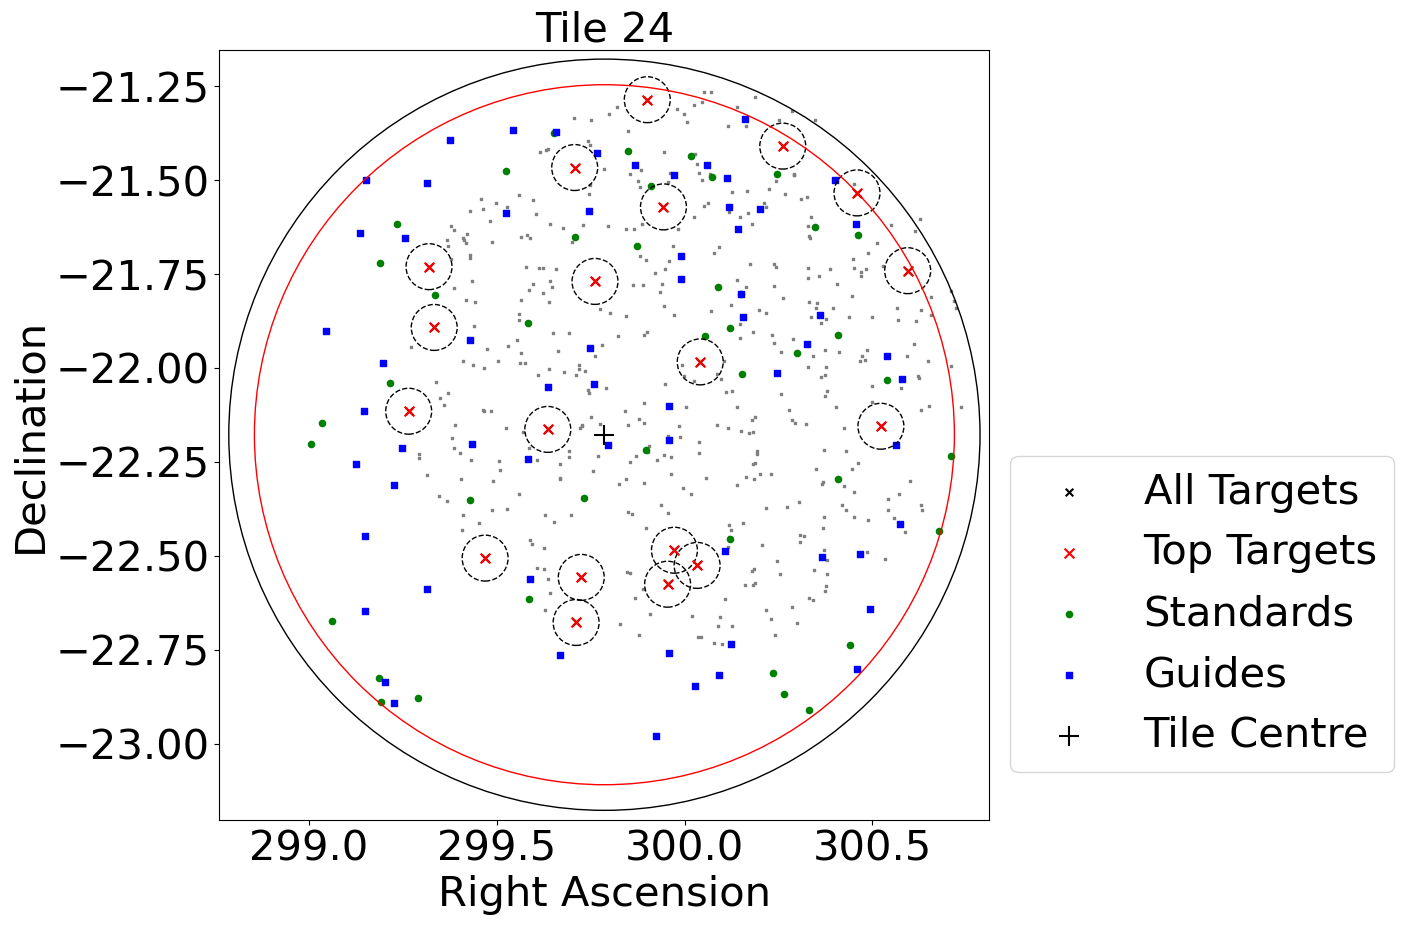 Tile 24
−21.25
−21.50
−21.75
−22.00
−22.25
−22.50
−22.75
−23.00
Declination
299.0 299.5 300.0 300.5
Right Ascension
All Targets
Top Targets
Standards
Guides
Tile Centre